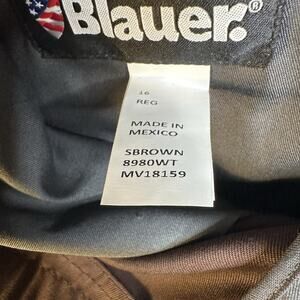 Blauer.®
16
REG
MADE IN
MEXICO
SBROWN
8980WT
MV18159